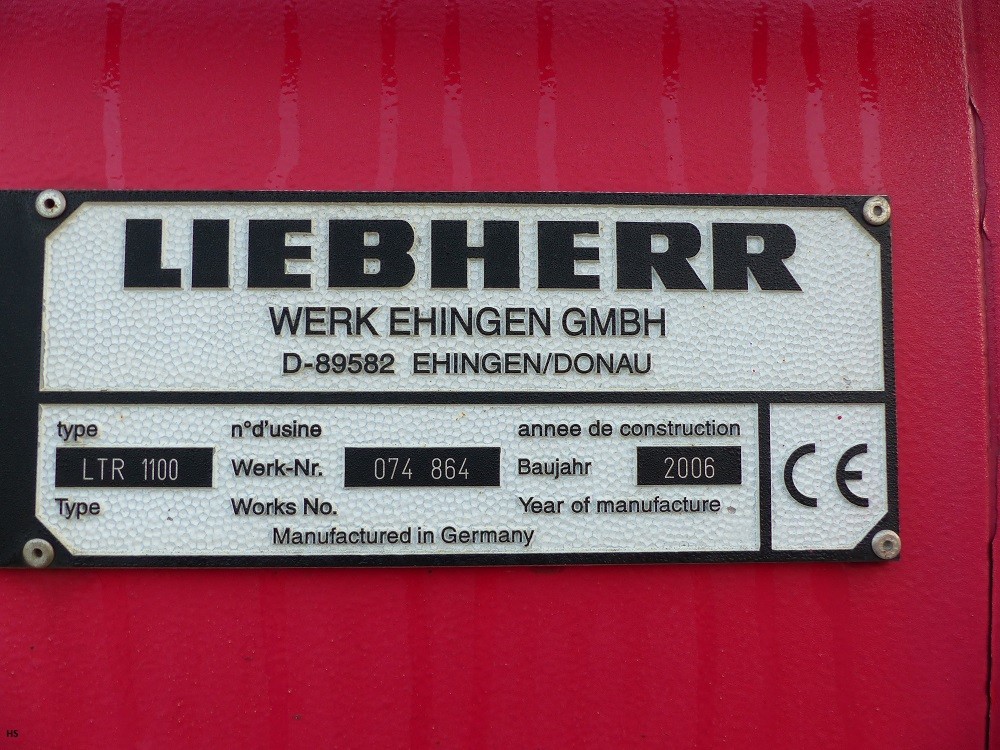 LIEBHERR
WERK EHINGEN GMBH
D-89582 EHINGEN/DONAU
type n°d'usine annee de construction
LTR 1100 Werk-Nr. 074 864 Baujahr 2006
Type Works No. Year of manufacture
Manufactured in Germany
CE
HS